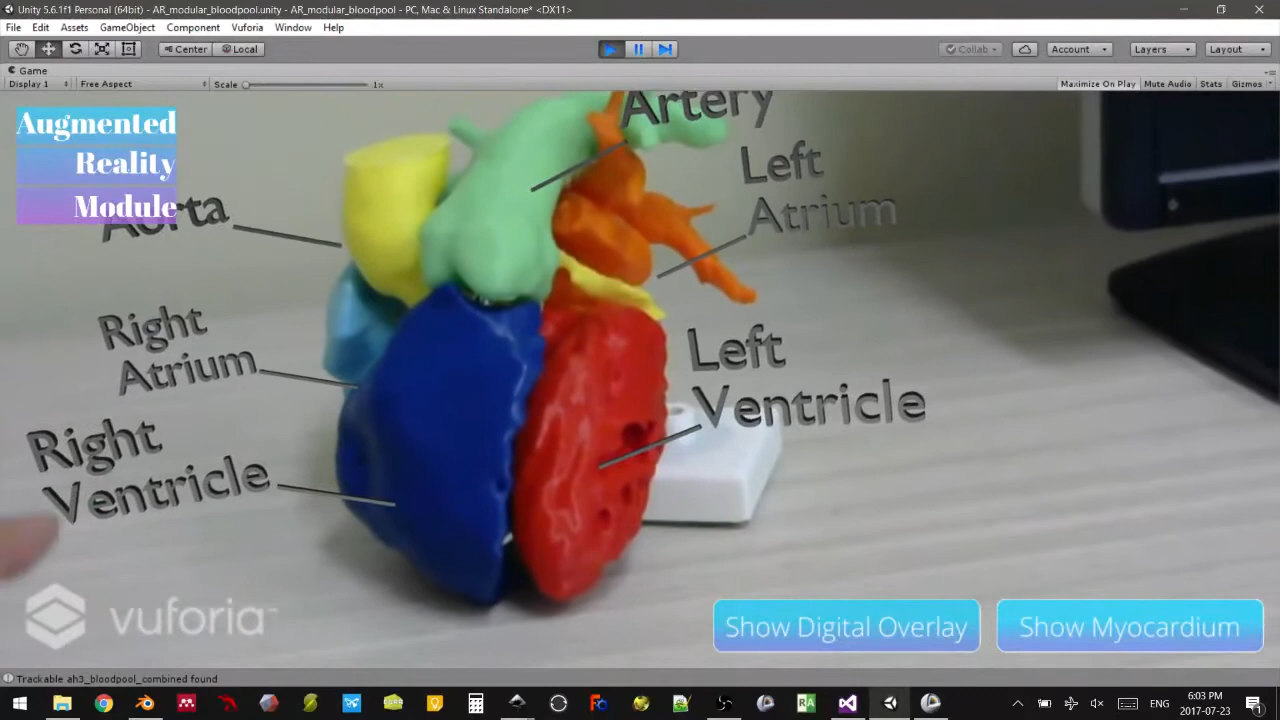 Unity 5.6.1f1 Personal (64bit) - AR_modular_bloodpool.unity - AR_modular_bloodpool - PC, Mac & Linux Standalone* <DX11>
File Edit Assets GameObject Component Vuforia Window Help
Center Local Collab Account Layers Layout
Game
Display 1 Free Aspect Scale 1x Maximize On Play Mute Audio Stats Gizmos
Augmented
Reality
Module
Artery
Left
Atrium
Aorta
Right
Atrium
Left
Ventricle
Right
Ventricle
vuforia™
Show Digital Overlay Show Myocardium
Trackable ah3_bloodpool_combined found
ENG
6:03 PM
2017-07-23